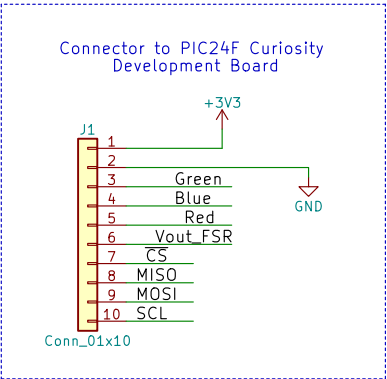 Connector to PIC24F Curiosity
Development Board
+3V3
J1
1
2
3 Green
4 Blue
5 Red
6 Vout_FSR
GND
7 C̅S̅
8 MISO
9 MOSI
10 SCL
Conn_01x10